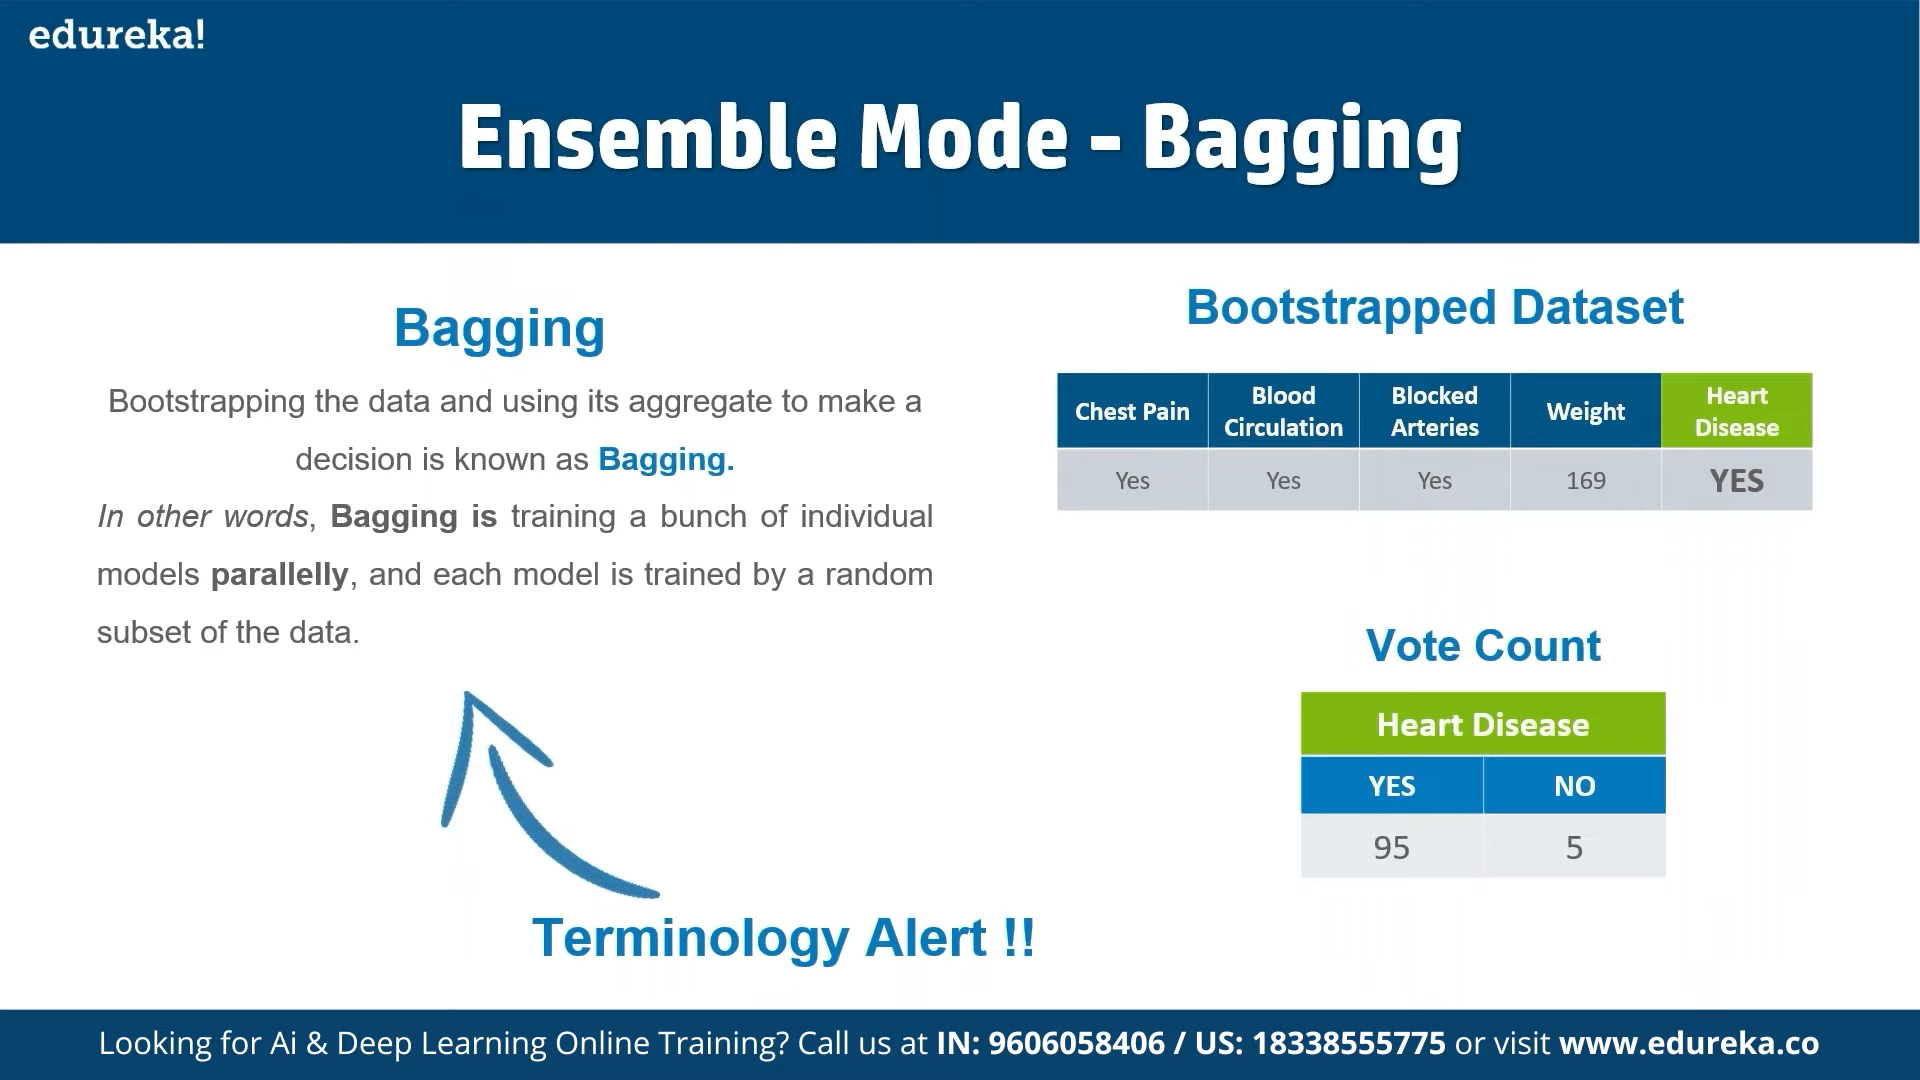 edureka!
Ensemble Mode - Bagging
Bagging
Bootstrapping the data and using its aggregate to make a
decision is known as Bagging.
In other words, Bagging is training a bunch of individual
models parallelly, and each model is trained by a random
subset of the data.
Terminology Alert !!
Bootstrapped Dataset
Chest Pain Blood Circulation Blocked Arteries Weight Heart Disease
Yes Yes Yes 169 YES
Vote Count
Heart Disease
YES NO
95 5
Looking for Ai & Deep Learning Online Training? Call us at IN: 9606058406 / US: 18338555775 or visit www.edureka.co